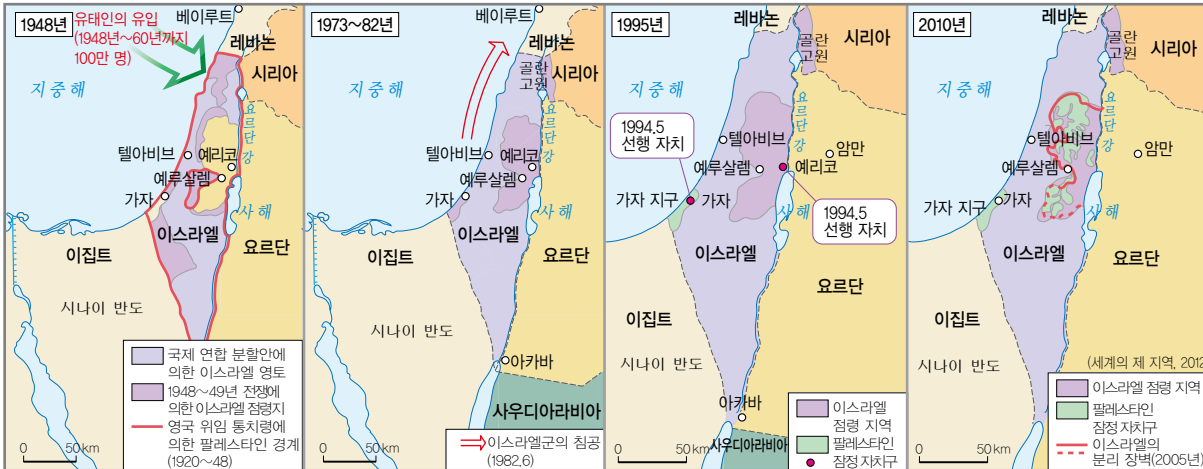 1948년
유태인의 유입
(1948년~60년까지
100만 명)
베이루트
레바논
시리아
지중해
요르단 강
텔아비브
예리코
예루살렘
가자
사해
이스라엘
이집트
요르단
시나이 반도
국제 연합 분할안에
의한 이스라엘 영토
1948~49년 전쟁에
의한 이스라엘 점령지
영국 위임 통치령에
의한 팔레스타인 경계
(1920~48)
0 50km
1973~82년
베이루트
레바논
골란
고원
시리아
지중해
요르단 강
텔아비브
예리코
예루살렘
가자
사해
이스라엘
이집트
요르단
시나이 반도
아카바
사우디아라비아
이스라엘군의 침공
(1982.6)
0 50km
1995년
레바논
골란
고원
시리아
지중해
요르단 강
1994.5
선행 자치
텔아비브
암만
예루살렘
예리코
가자 지구
가자
사해
1994.5
선행 자치
이스라엘
요르단
이집트
시나이 반도
아카바
사우디아라비아
이스라엘
점령 지역
팔레스타인
잠정 자치구
0 50km
2010년
레바논
시리아
지중해
요르단 강
텔아비브
암만
예루살렘
가자 지구
가자
사해
이스라엘
요르단
이집트
시나이 반도
(세계의 제 지역, 2012
이스라엘 점령 지역
팔레스타인
잠정 자치구
이스라엘의
분리 장벽(2005년)
0 50km